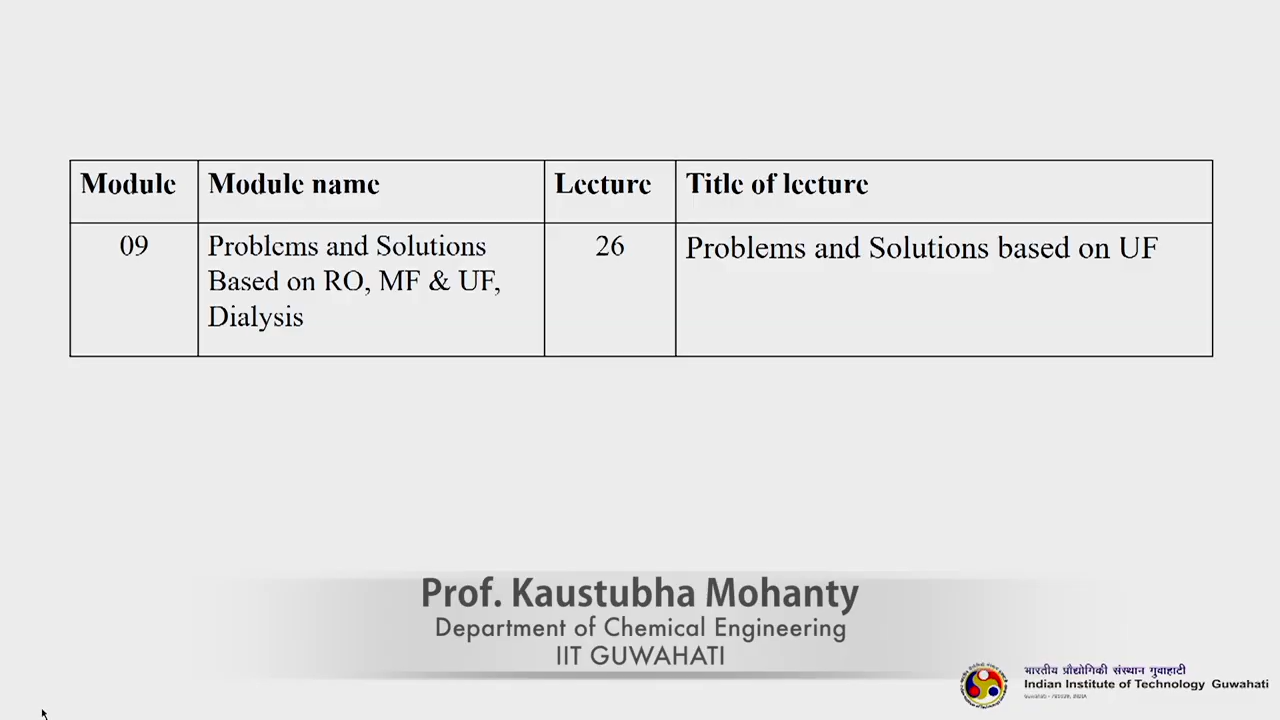 Module Module name Lecture Title of lecture
09 Problems and Solutions 26 Problems and Solutions based on UF
Based on RO, MF & UF,
Dialysis
Prof. Kaustubha Mohanty
Department of Chemical Engineering
IIT GUWAHATI
भारतीय प्रौद्योगिकी संस्थान गुवाहाटी
Indian Institute of Technology Guwahati